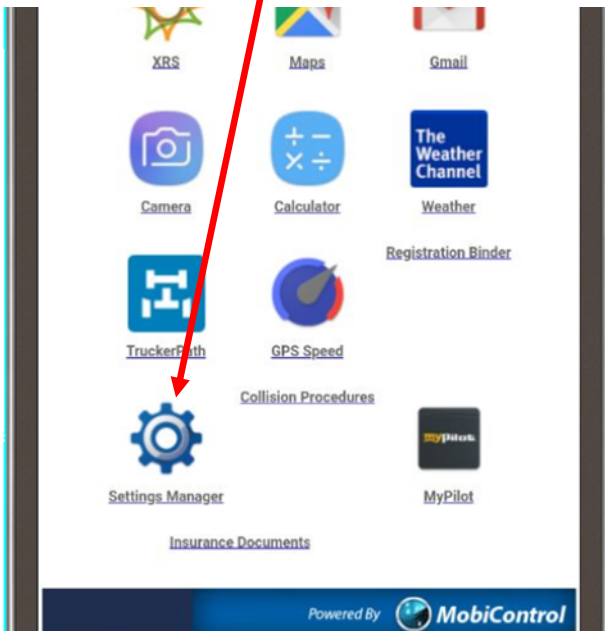 XRS Maps Gmail
The
Weather
Channel
Camera Calculator Weather
Registration Binder
TruckerPath GPS Speed
Collision Procedures
myPilot
Settings Manager MyPilot
Insurance Documents
Powered By MobiControl